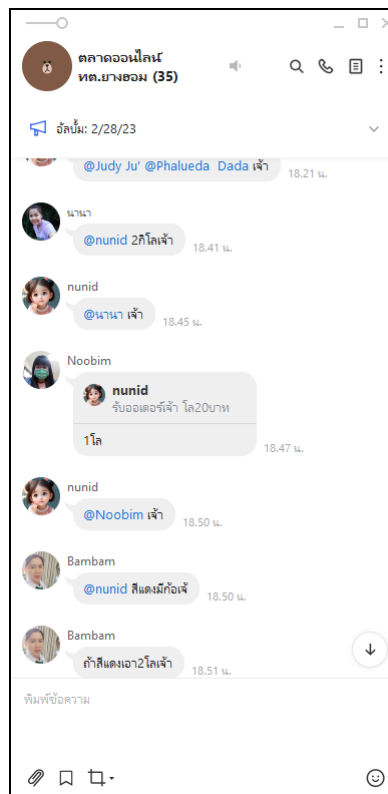 ตลาดออนไลน์
ทต.ยางฮอม (35)
อัลบั้ม: 2/28/23
@Judy Ju' @Phalueda Dada เจ้า
18.21 น.
นานา
@nunid 2กิโลเจ้า
18.41 น.
nunid
@นานา เจ้า
18.45 น.
Noobim
nunid
รับออเดอร์เจ้า โล20บาท
1โล
18.47 น.
nunid
@Noobim เจ้า
18.50 น.
Bambam
@nunid สีแดงมีก้อเจ้
18.50 น.
Bambam
ถ้าสีแดงเอา2โลเจ้า
18.51 น.
พิมพ์ข้อความ